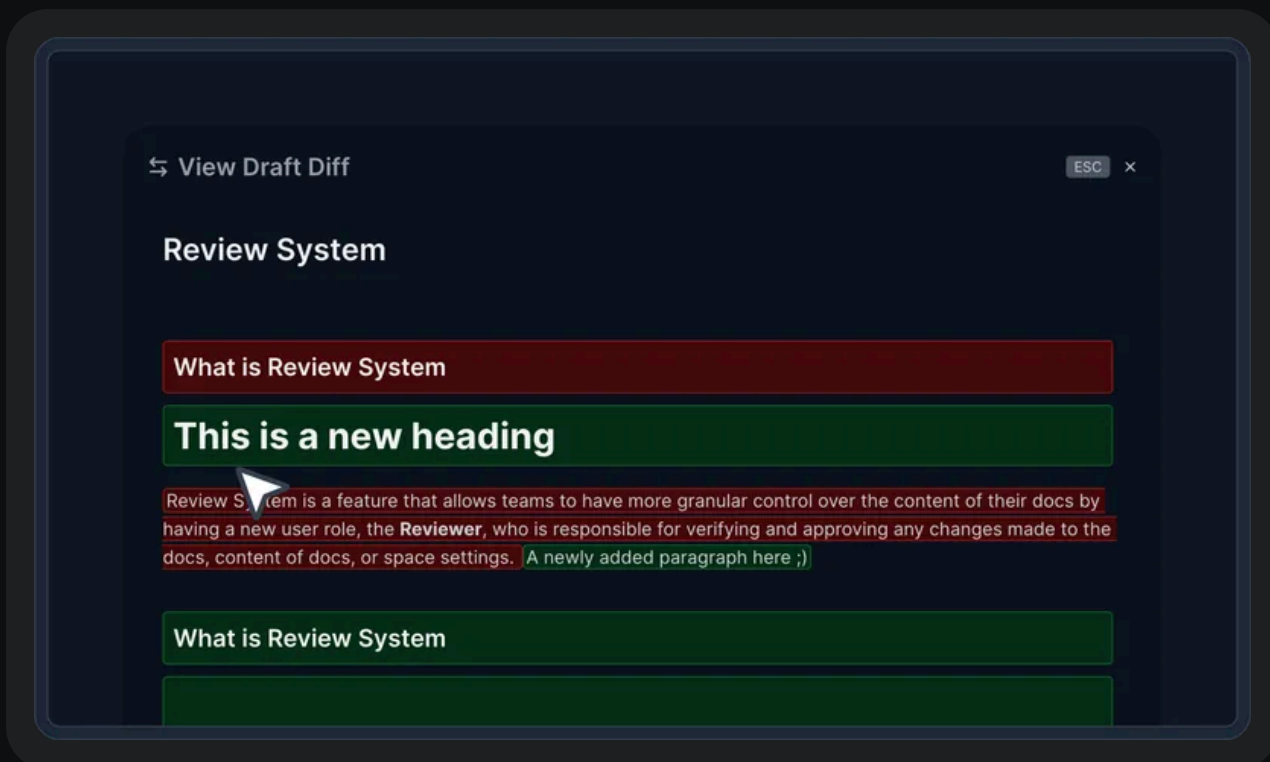 View Draft Diff
ESC ×
Review System
What is Review System
This is a new heading
Review System is a feature that allows teams to have more granular control over the content of their docs by
having a new user role, the Reviewer, who is responsible for verifying and approving any changes made to the
docs, content of docs, or space settings. A newly added paragraph here ;)
What is Review System